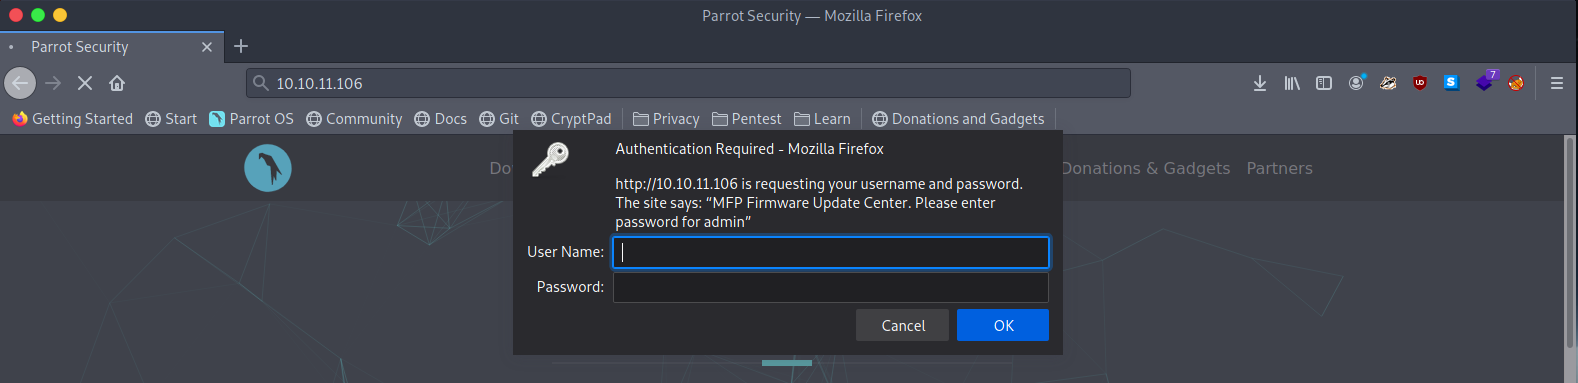 Parrot Security — Mozilla Firefox
Parrot Security
10.10.11.106
7
Getting Started Start Parrot OS Community Docs Git CryptPad Privacy Pentest Learn Donations and Gadgets
Do
Donations & Gadgets Partners
Authentication Required - Mozilla Firefox
http://10.10.11.106 is requesting your username and password.
The site says: “MFP Firmware Update Center. Please enter
password for admin”
User Name:
Password:
Cancel OK